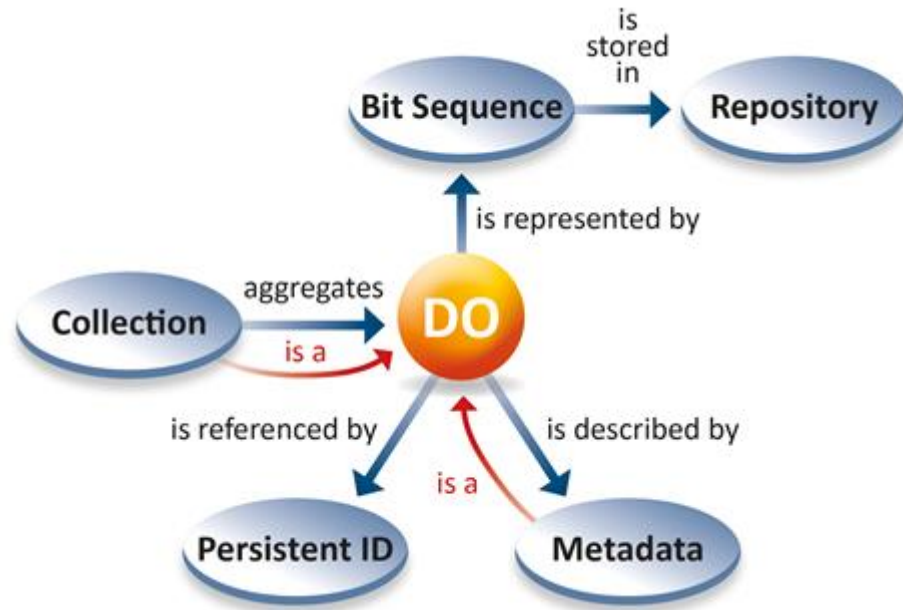 is
stored
in
Bit Sequence
Repository
is represented by
aggregates
Collection
DO
is a
is referenced by
is described by
is a
Persistent ID
Metadata